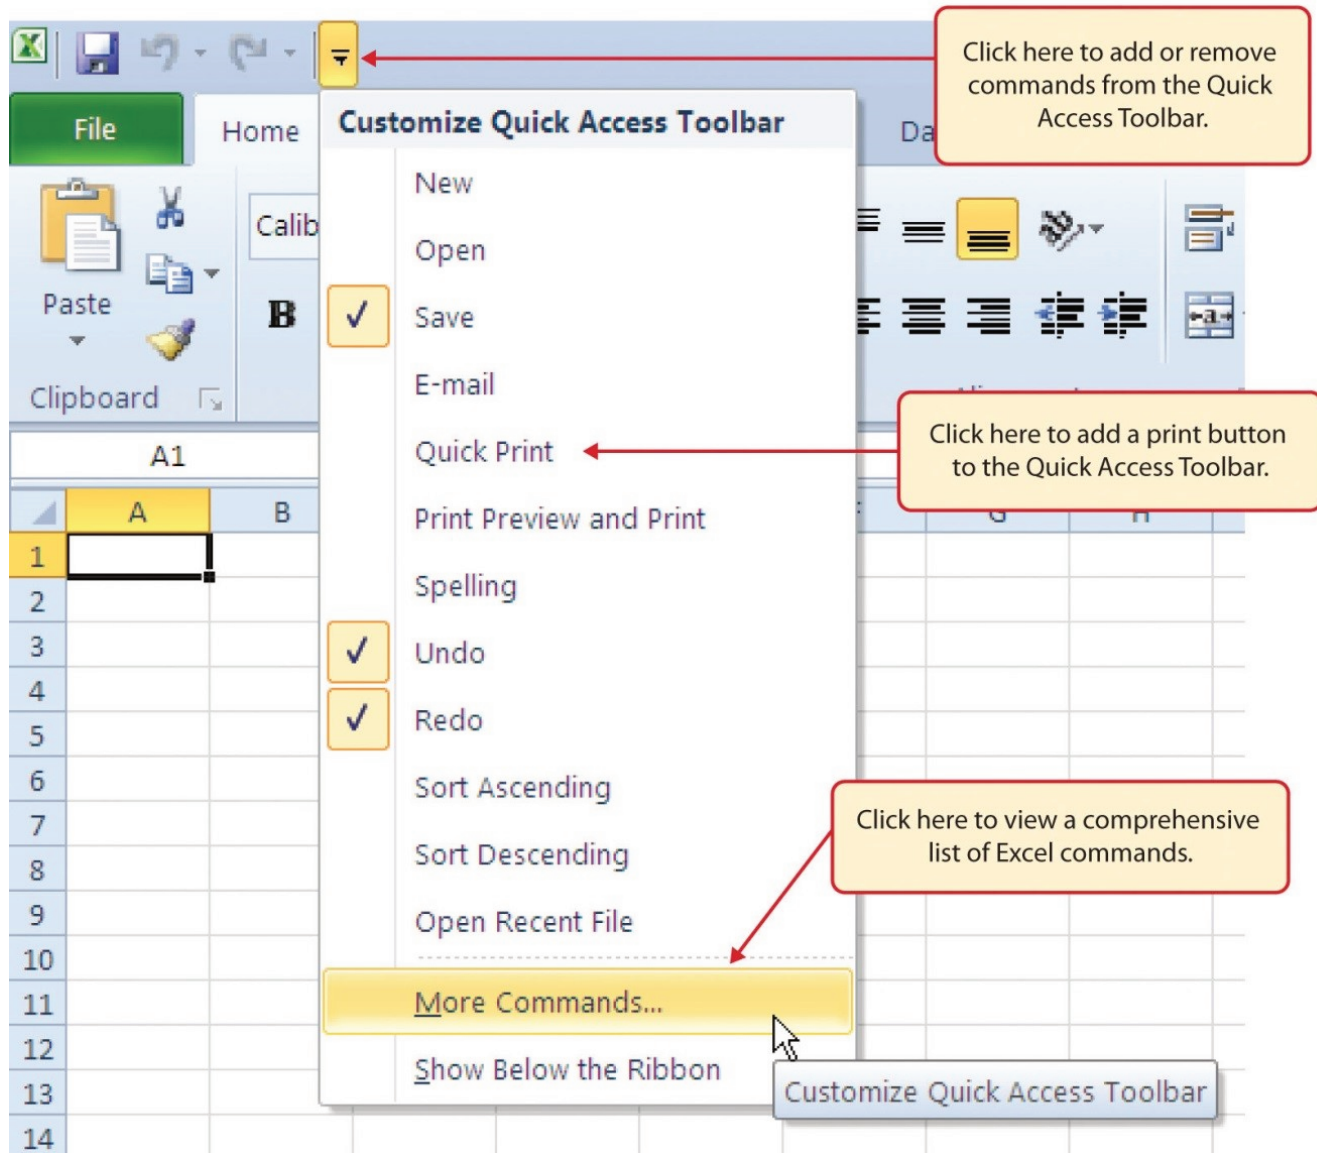 Click here to add or remove
commands from the Quick
Access Toolbar.
File
Home
Customize Quick Access Toolbar
Da
New
Open
Save
E-mail
Quick Print
Print Preview and Print
Spelling
Undo
Redo
Sort Ascending
Sort Descending
Open Recent File
More Commands...
Show Below the Ribbon
Paste
Calib
B
Clipboard
a
Click here to add a print button
to the Quick Access Toolbar.
A1
A B G H
1
2
3
4
5
6
7
8
9
10
11
12
13
14
Click here to view a comprehensive
list of Excel commands.
Customize Quick Access Toolbar